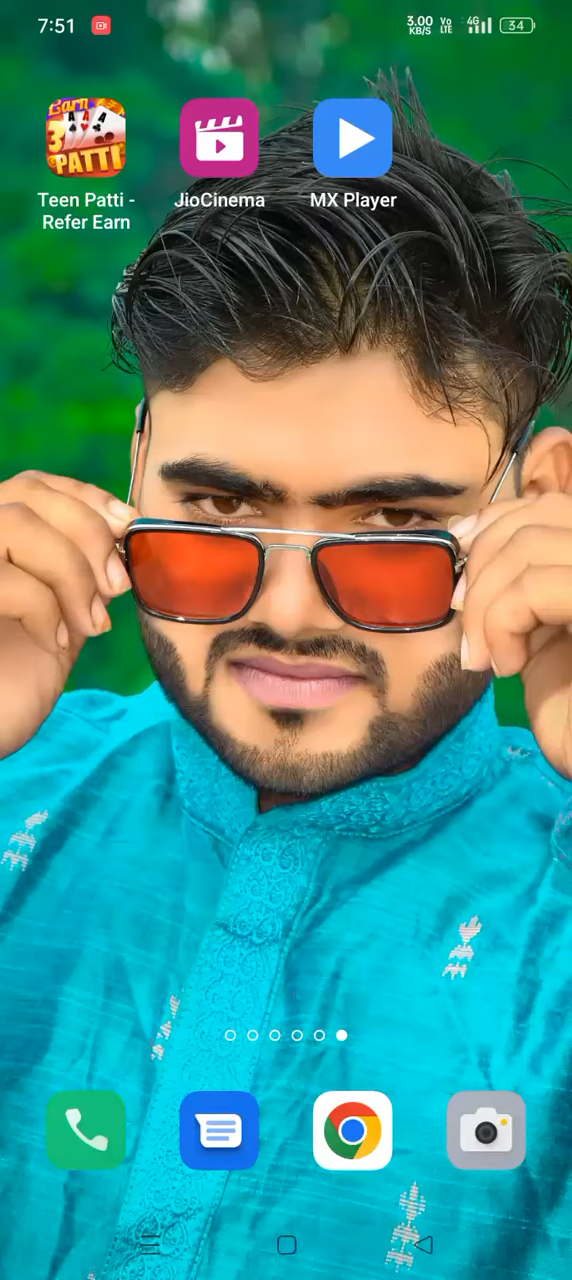 7:51
3.00
KB/S
Vo
LTE
4G
34
Earn
A A A
3
PATTI
Teen Patti -
Refer Earn
JioCinema
MX Player